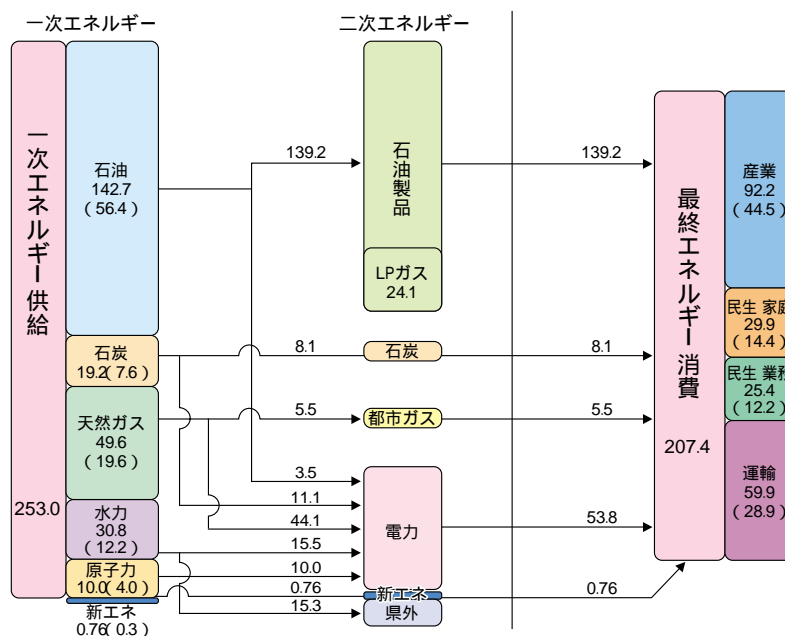 一次エネルギー
二次エネルギー
一次エネルギー供給
253.0
石油
142.7
(56.4)
石炭
19.2(7.6)
天然ガス
49.6
(19.6)
水力
30.8
(12.2)
原子力
10.0(4.0)
新エネ
0.76(0.3)
139.2
8.1
5.5
3.5
11.1
44.1
15.5
10.0
0.76
15.3
石油製品
LPガス
24.1
石炭
都市ガス
電力
新エネ
県外
139.2
8.1
5.5
53.8
0.76
最終エネルギー消費
207.4
産業
92.2
(44.5)
民生 家庭
29.9
(14.4)
民生 業務
25.4
(12.2)
運輸
59.9
(28.9)